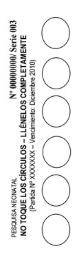 Nº 00000000 Serie 003
PESQUISA NEONATAL
NO TOQUE LOS CÍRCULOS – LLÉNELOS COMPLETAMENTE
(Partida Nº XXXXXXX – Vencimiento: Diciembre 2010)